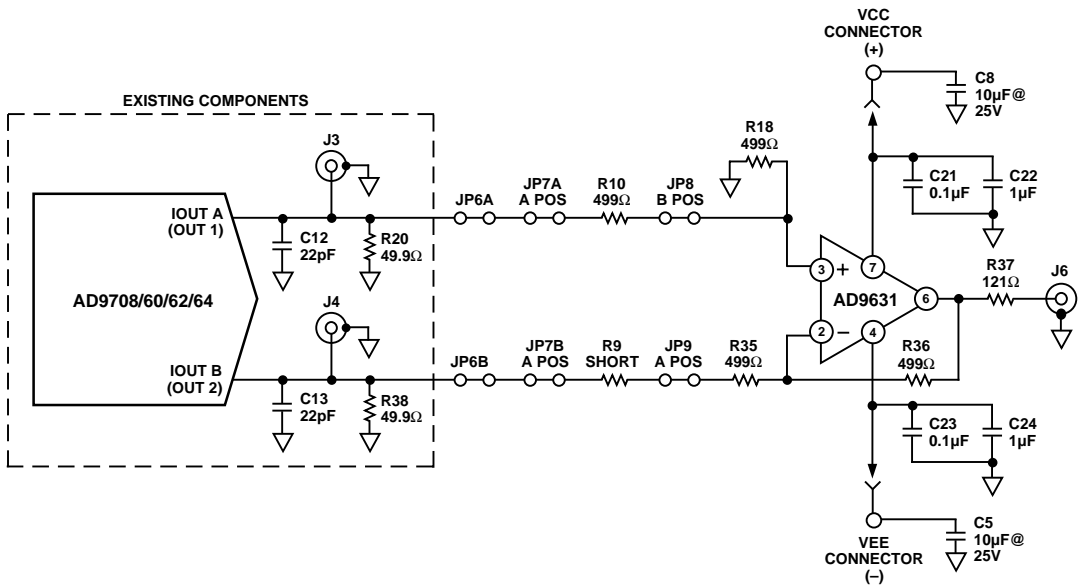 VCC
CONNECTOR
(+)
C8
10µF@
25V
EXISTING COMPONENTS
J3
R18
499Ω
C21
0.1µF
C22
1µF
IOUT A
(OUT 1)
JP6A
JP7A
A POS
R10
499Ω
JP8
B POS
C12
22pF
R20
49.9Ω
AD9708/60/62/64
3
+
7
AD9631
6
R37
121Ω
J6
J4
2
–
4
IOUT B
(OUT 2)
JP6B
JP7B
A POS
R9
SHORT
JP9
A POS
R35
499Ω
R36
499Ω
C13
22pF
R38
49.9Ω
C23
0.1µF
C24
1µF
VEE
CONNECTOR
(–)
C5
10µF@
25V